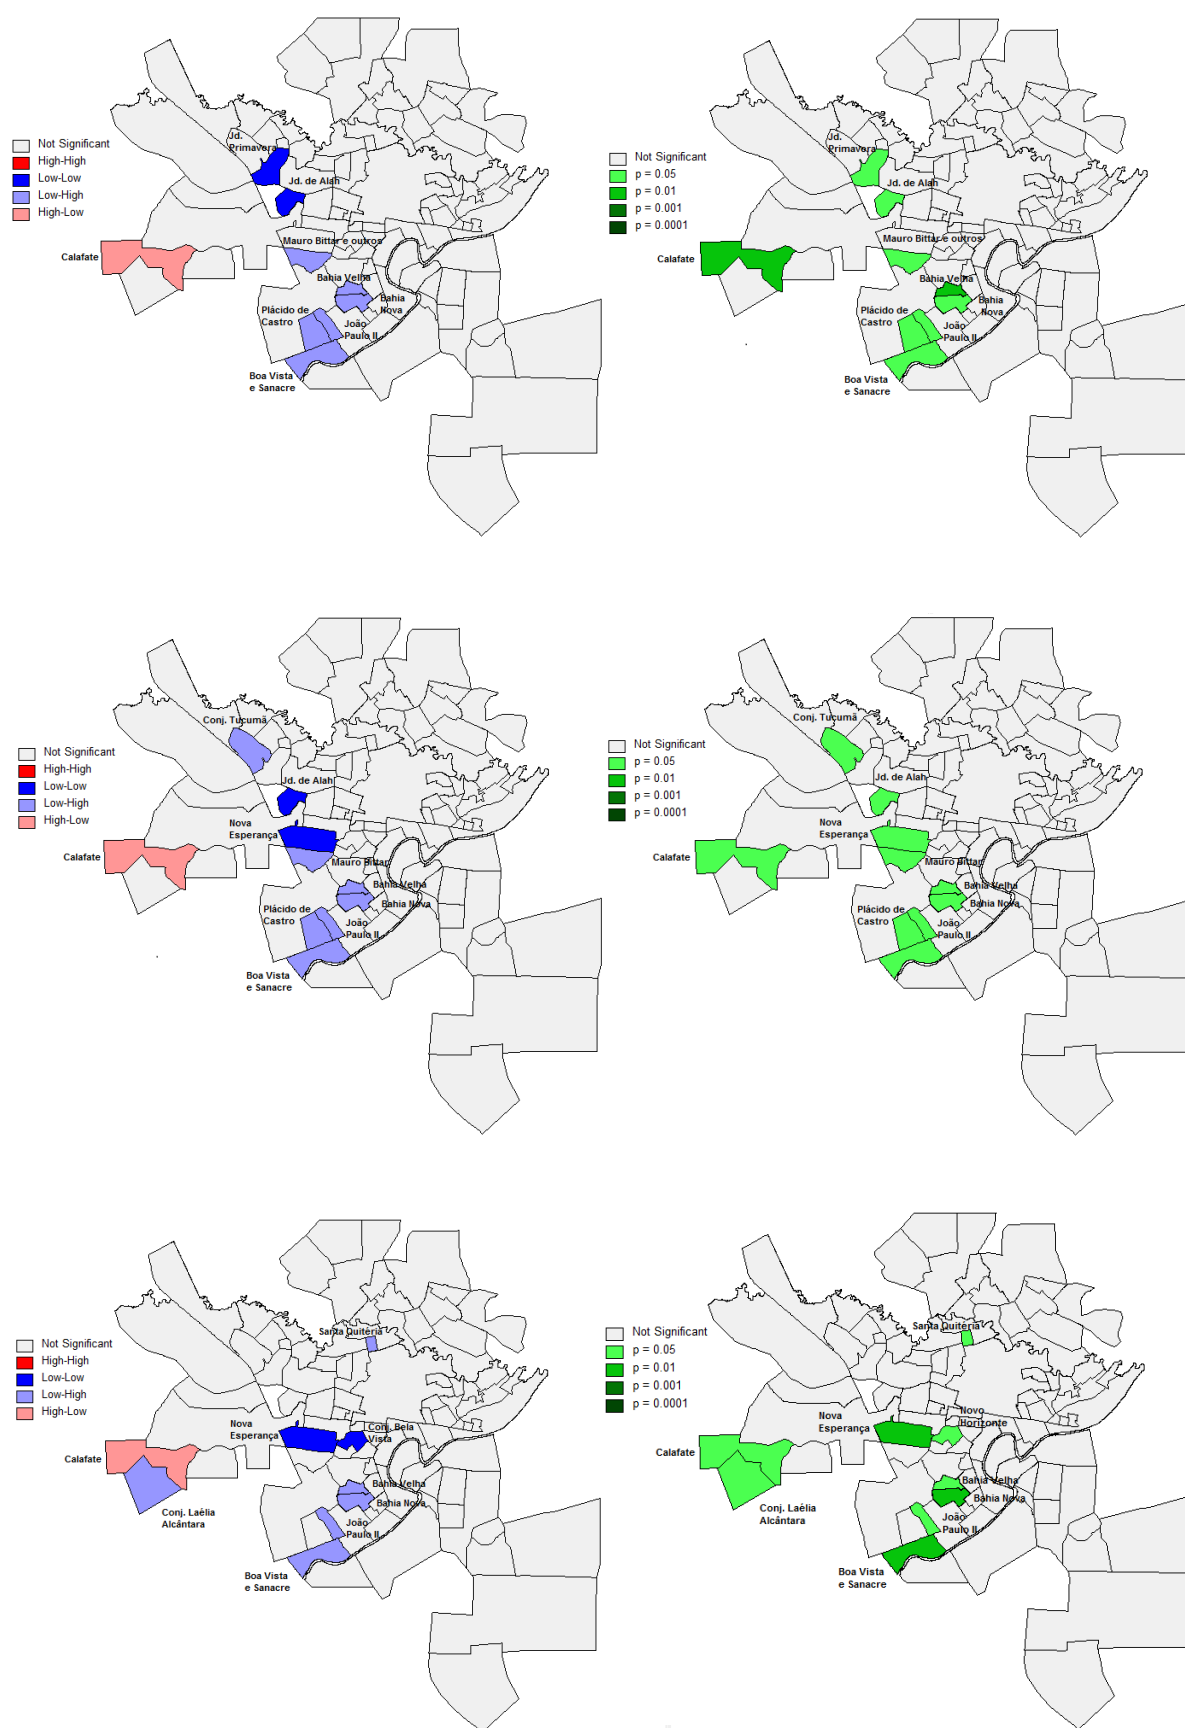 Not Significant
High-High
Low-Low
Low-High
High-Low
Jd.
Primavera
Jd. de Alah
Mauro Bittar e outros
Calafate
Bahia Velha
Bahia
Nova
Plácido de
Castro
João
Paulo II
Boa Vista
e Sanacre
Not Significant
p = 0.05
p = 0.01
p = 0.001
p = 0.0001
Jd.
Primavera
Jd. de Alah
Mauro Bittar e outros
Calafate
Bahia Velha
Bahia
Nova
Plácido de
Castro
João
Paulo II
Boa Vista
e Sanacre
Not Significant
High-High
Low-Low
Low-High
High-Low
Conj. Tucumã
Jd. de Alah
Nova
Esperança
Calafate
Mauro Bittar
Bahia Velha
Bahia Nova
Plácido de
Castro
João
Paulo II
Boa Vista
e Sanacre
Not Significant
p = 0.05
p = 0.01
p = 0.001
p = 0.0001
Conj. Tucumã
Jd. de Alah
Nova
Esperança
Calafate
Mauro Bittar
Bahia Velha
Bahia Nova
Plácido de
Castro
João
Paulo II
Boa Vista
e Sanacre
Not Significant
High-High
Low-Low
Low-High
High-Low
Santa Quitéria
Nova
Esperança
Conj. Bela
Vista
Calafate
Bahia Velha
Bahia Nova
Conj. Laélia
Alcântara
João
Paulo II
Boa Vista
e Sanacre
Not Significant
p = 0.05
p = 0.01
p = 0.001
p = 0.0001
Santa Quitéria
Nova
Esperança
Novo
Horizonte
Calafate
Bahia Velha
Bahia Nova
Conj. Laélia
Alcântara
João
Paulo II
Boa Vista
e Sanacre